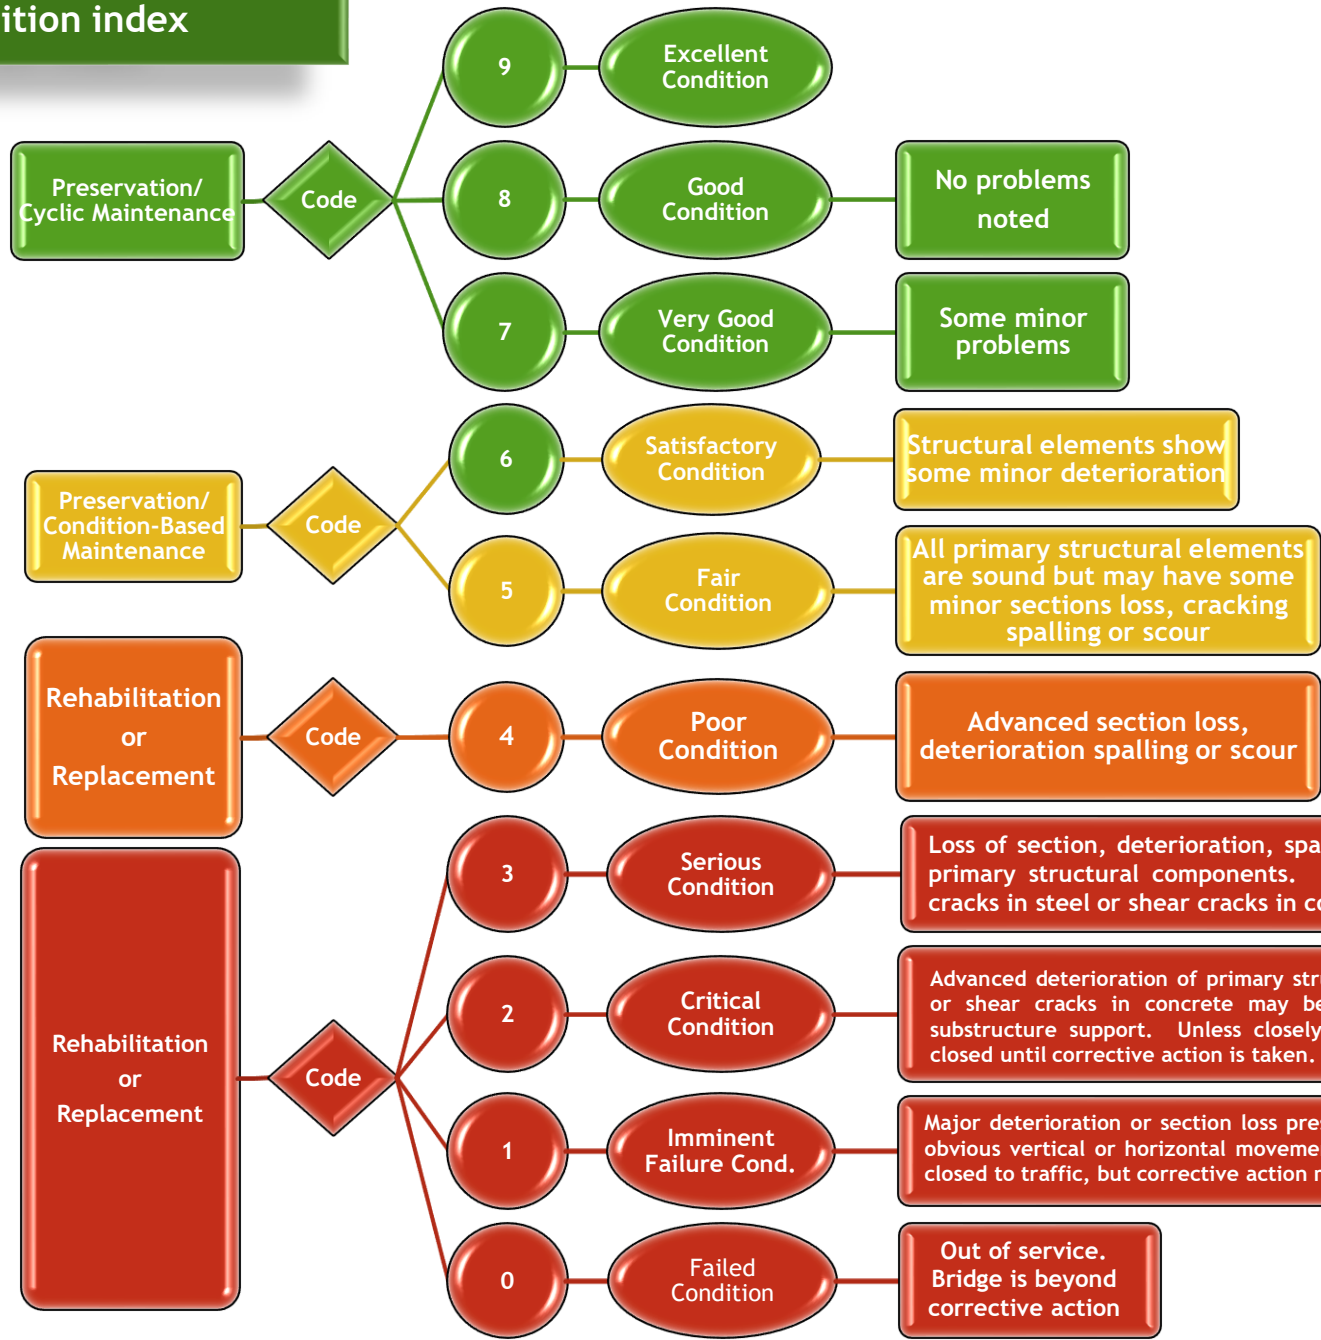 ition index
Preservation/
Cyclic Maintenance
Code
9
Excellent
Condition
8
Good
Condition
No problems
noted
7
Very Good
Condition
Some minor
problems
Preservation/
Condition-Based
Maintenance
Code
6
Satisfactory
Condition
Structural elements show
some minor deterioration
5
Fair
Condition
All primary structural elements
are sound but may have some
minor sections loss, cracking
spalling or scour
Rehabilitation
or
Replacement
Code
4
Poor
Condition
Advanced section loss,
deterioration spalling or scour
Rehabilitation
or
Replacement
Code
3
Serious
Condition
Loss of section, deterioration, spa
primary structural components.
cracks in steel or shear cracks in co
2
Critical
Condition
Advanced deterioration of primary str
or shear cracks in concrete may be
substructure support. Unless closely
closed until corrective action is taken.
1
Imminent
Failure Cond.
Major deterioration or section loss pre
obvious vertical or horizontal moveme
closed to traffic, but corrective action
0
Failed
Condition
Out of service.
Bridge is beyond
corrective action